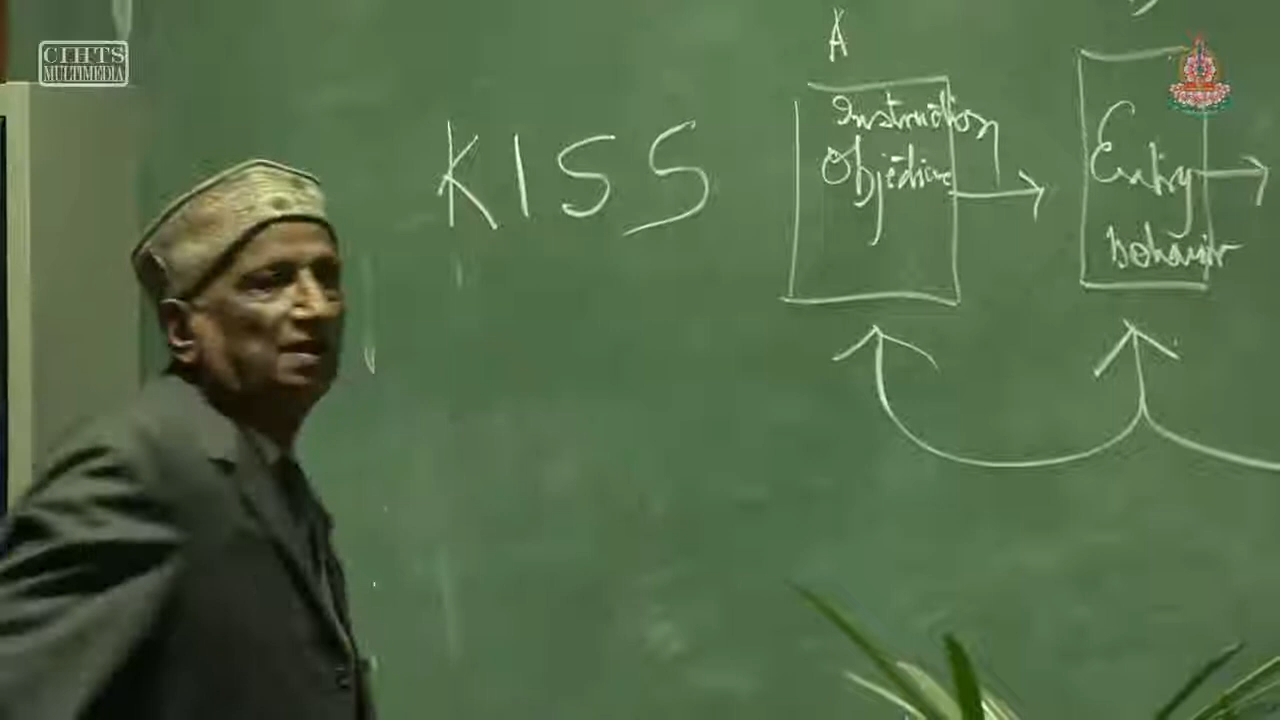 CIHTS
MULTIMEDIA
KISS
A
Instruction
Objective
Entry
behavior